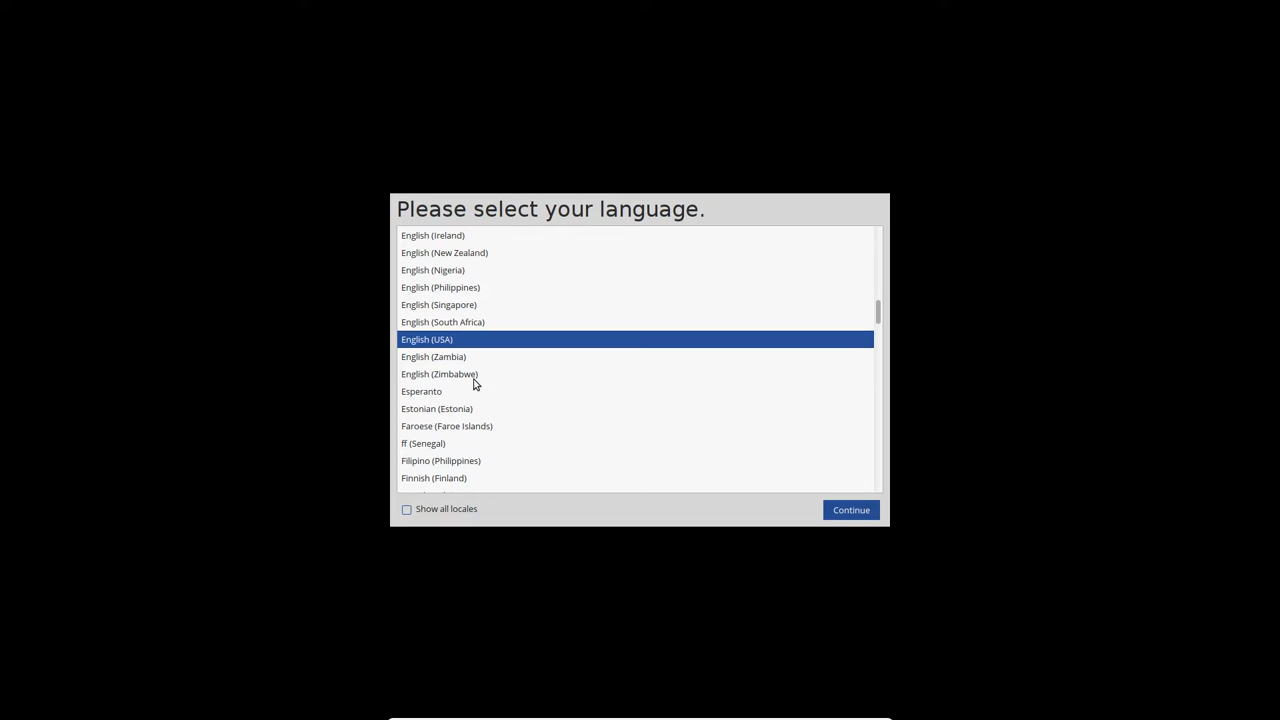 Please select your language.
English (Ireland)
English (New Zealand)
English (Nigeria)
English (Philippines)
English (Singapore)
English (South Africa)
English (USA)
English (Zambia)
English (Zimbabwe)
Esperanto
Estonian (Estonia)
Faroese (Faroe Islands)
ff (Senegal)
Filipino (Philippines)
Finnish (Finland)
Show all locales
Continue